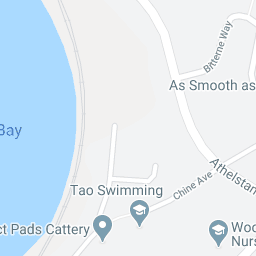 Bitterne Way
As Smooth as
Bay
Athelstan
Tao Swimming
Chine Ave
ct Pads Cattery
Woo
Nurs